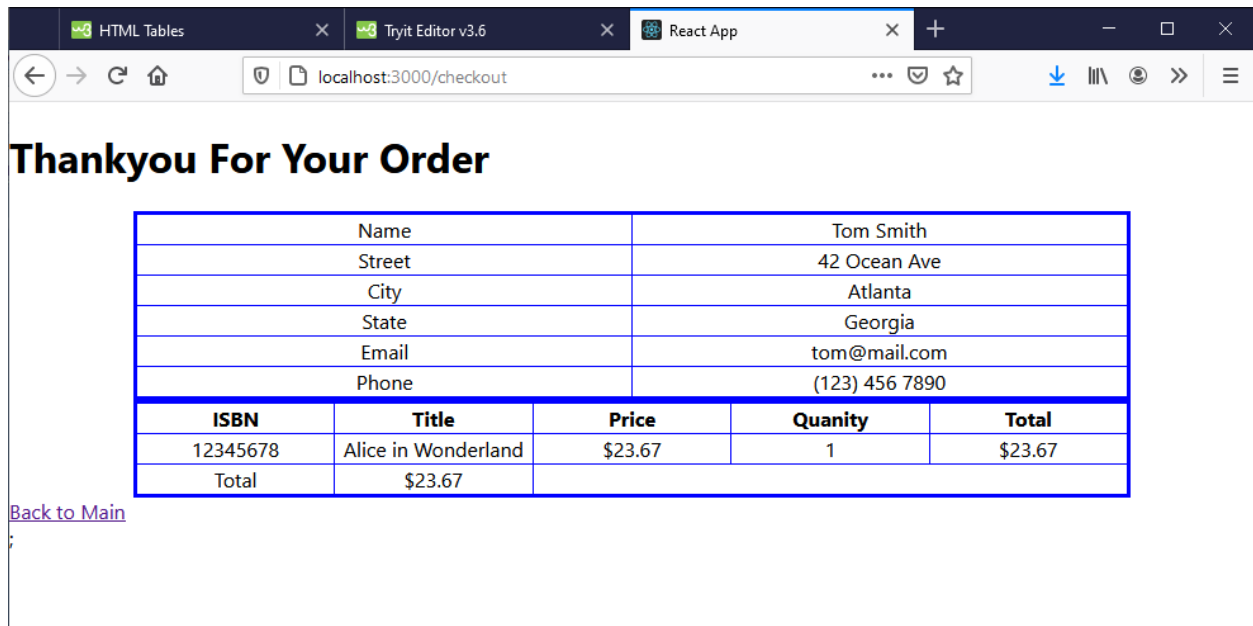 HTML Tables Tryit Editor v3.6 React App
localhost:3000/checkout
Thankyou For Your Order
Name Tom Smith
Street 42 Ocean Ave
City Atlanta
State Georgia
Email tom@mail.com
Phone (123) 456 7890
ISBN Title Price Quanity Total
12345678 Alice in Wonderland $23.67 1 $23.67
Total $23.67
Back to Main
;